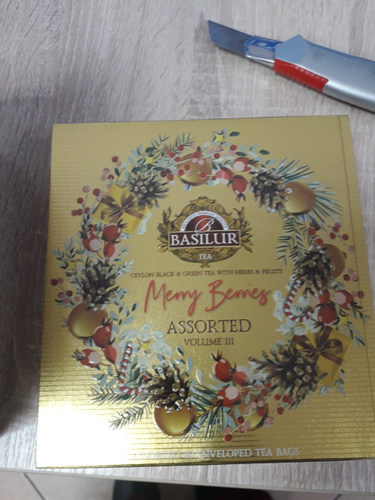 B
BASILUR
TEA
CEYLON BLACK & GREEN TEA WITH HERBS & FRUITS
Merry Berries
ASSORTED
VOLUME III
ENVELOPED TEA BAGS